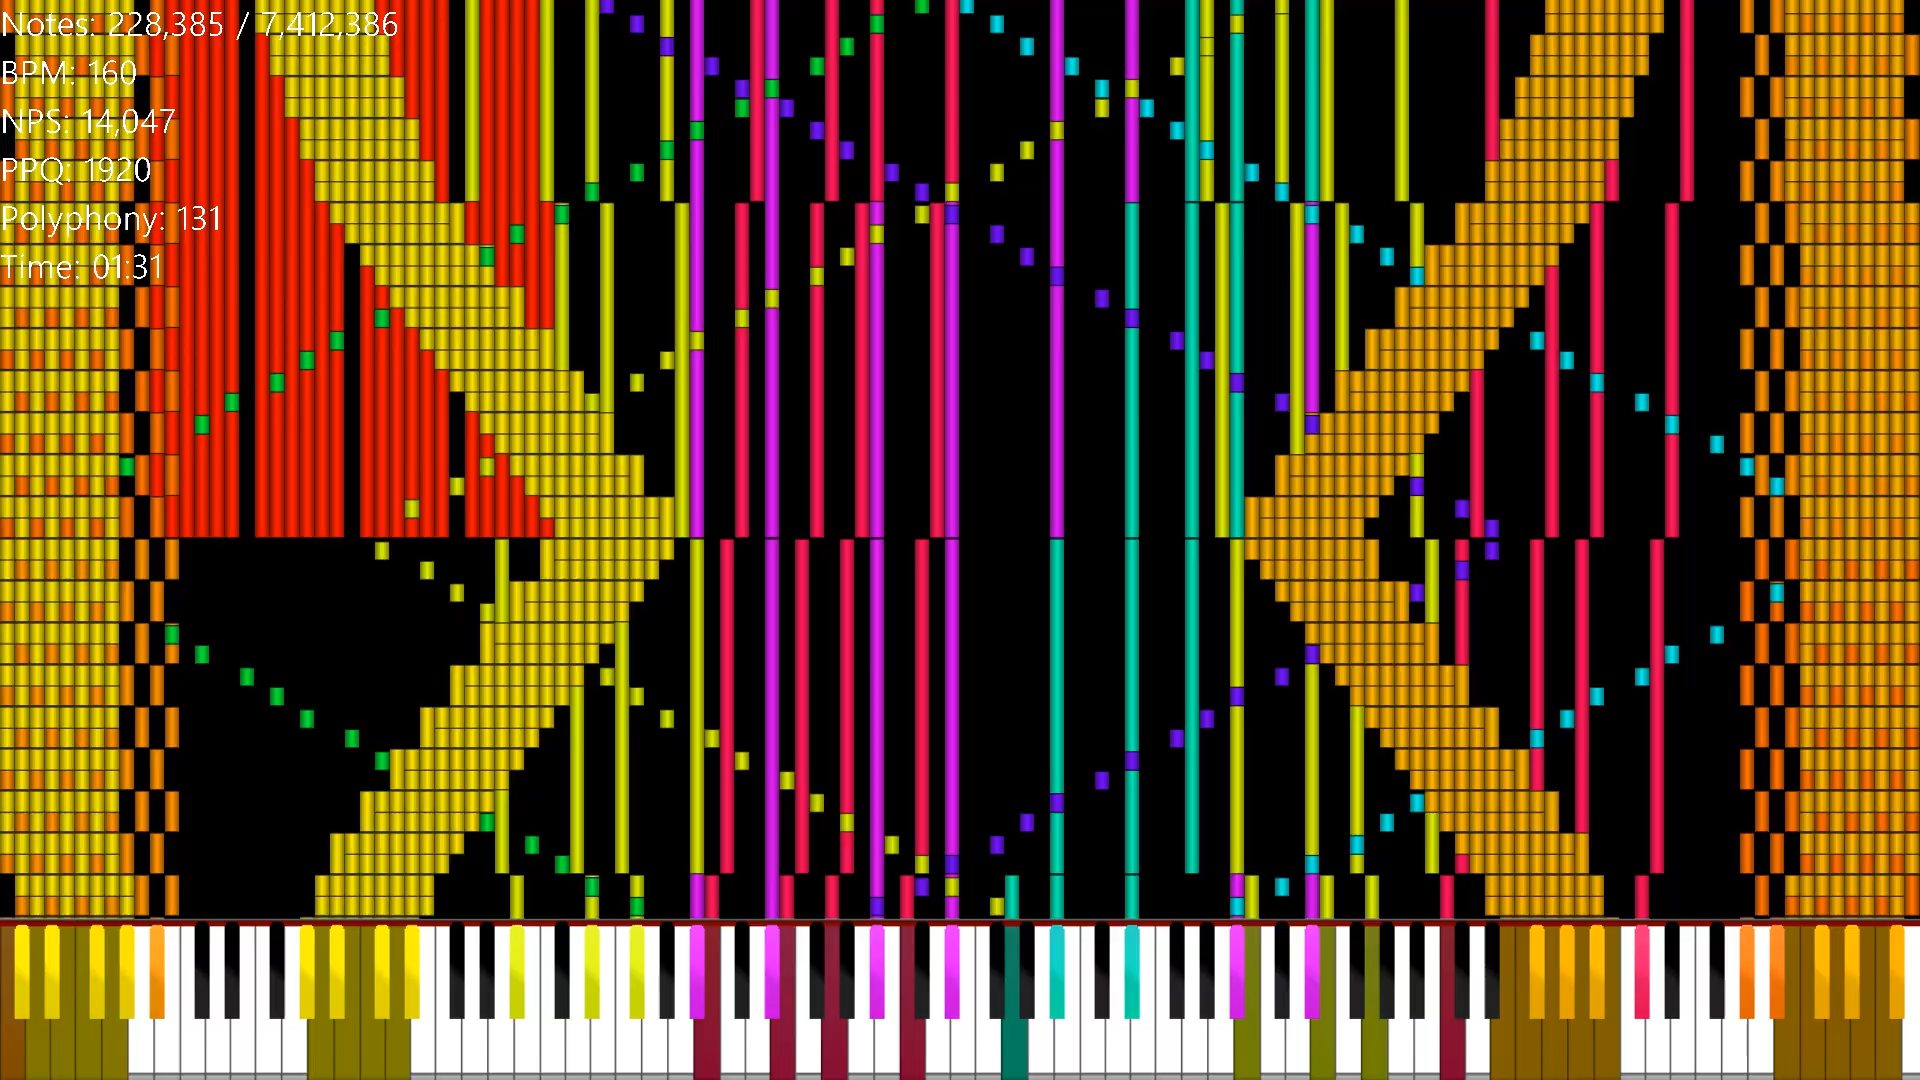 Notes: 228,385 / 7,412,386
BPM: 160
NPS: 14,047
PPQ: 1920
Polyphony: 131
Time: 01:31